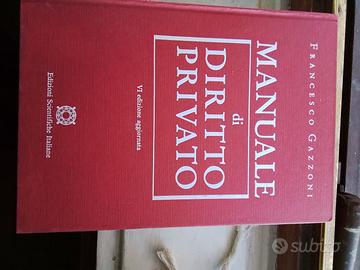 FRANCESCO GAZZONI
MANUALE
di
DIRITTO
PRIVATO
VI edizione aggiornata
Edizioni Scientifiche Italiane
subito